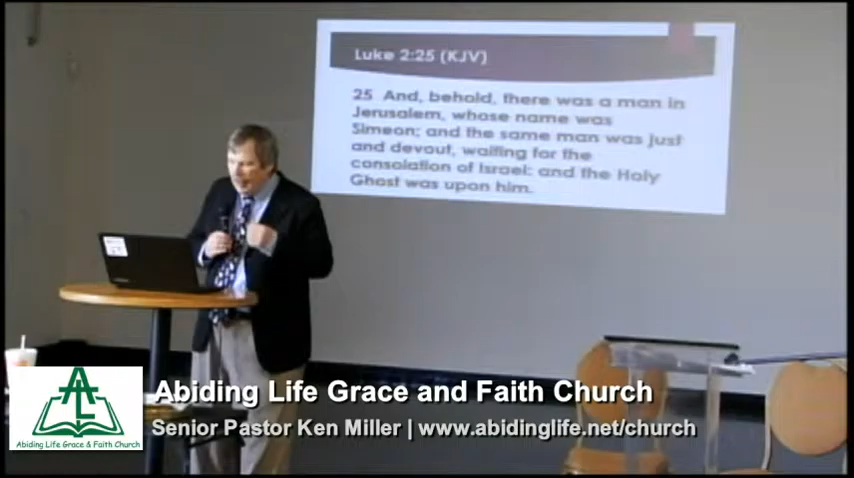 Luke 2:25 (KJV)
25 And, behold, there was a man in
Jerusalem, whose name was
Simeon; and the same man was just
and devout, waiting for the
consolation of Israel: and the Holy
Ghost was upon him.
AL
Abiding Life Grace & Faith Church
Abiding Life Grace and Faith Church
Senior Pastor Ken Miller | www.abidinglife.net/church